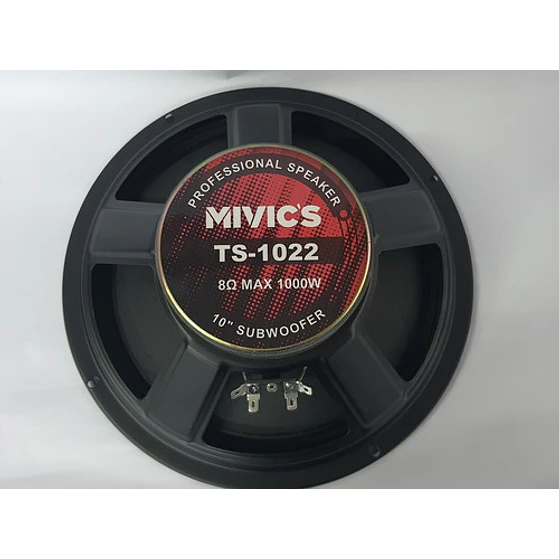 PROFESSIONAL SPEAKER
MIVIC'S
TS-1022
8Ω MAX 1000W
10" SUBWOOFER